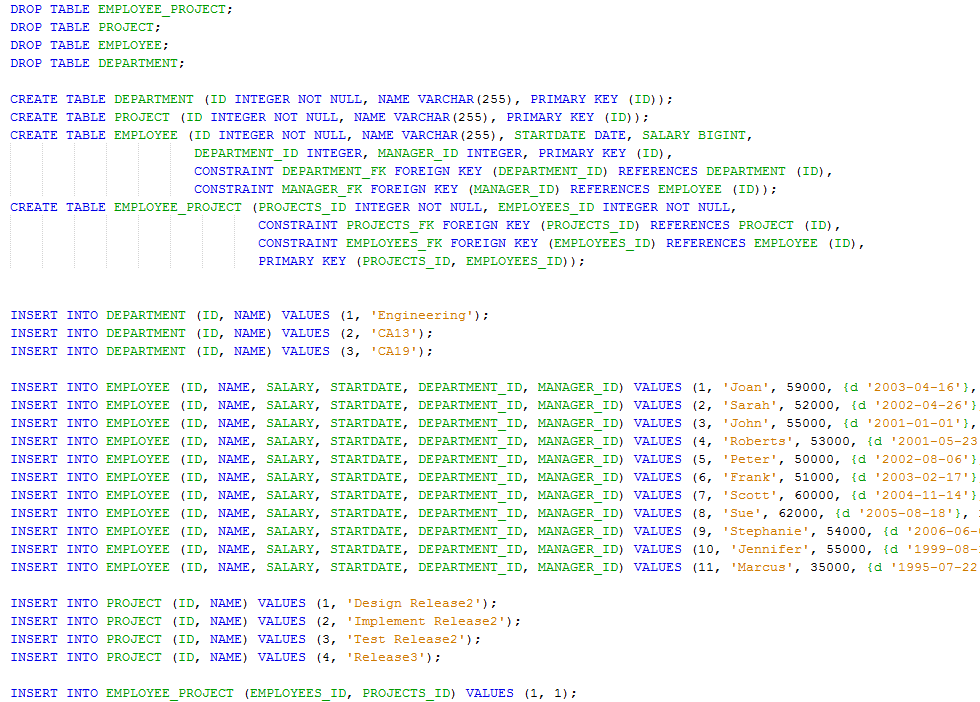 DROP TABLE EMPLOYEE_PROJECT;
DROP TABLE PROJECT;
DROP TABLE EMPLOYEE;
DROP TABLE DEPARTMENT;
CREATE TABLE DEPARTMENT (ID INTEGER NOT NULL, NAME VARCHAR(255), PRIMARY KEY (ID));
CREATE TABLE PROJECT (ID INTEGER NOT NULL, NAME VARCHAR(255), PRIMARY KEY (ID));
CREATE TABLE EMPLOYEE (ID INTEGER NOT NULL, NAME VARCHAR(255), STARTDATE DATE, SALARY BIGINT,
DEPARTMENT_ID INTEGER, MANAGER_ID INTEGER, PRIMARY KEY (ID),
CONSTRAINT DEPARTMENT_FK FOREIGN KEY (DEPARTMENT_ID) REFERENCES DEPARTMENT (ID),
CONSTRAINT MANAGER_FK FOREIGN KEY (MANAGER_ID) REFERENCES EMPLOYEE (ID));
CREATE TABLE EMPLOYEE_PROJECT (PROJECTS_ID INTEGER NOT NULL, EMPLOYEES_ID INTEGER NOT NULL,
CONSTRAINT PROJECTS_FK FOREIGN KEY (PROJECTS_ID) REFERENCES PROJECT (ID),
CONSTRAINT EMPLOYEES_FK FOREIGN KEY (EMPLOYEES_ID) REFERENCES EMPLOYEE (ID),
PRIMARY KEY (PROJECTS_ID, EMPLOYEES_ID));
INSERT INTO DEPARTMENT (ID, NAME) VALUES (1, 'Engineering');
INSERT INTO DEPARTMENT (ID, NAME) VALUES (2, 'CA13');
INSERT INTO DEPARTMENT (ID, NAME) VALUES (3, 'CA19');
INSERT INTO EMPLOYEE (ID, NAME, SALARY, STARTDATE, DEPARTMENT_ID, MANAGER_ID) VALUES (1, 'Joan', 59000, {d '2003-04-16'},
INSERT INTO EMPLOYEE (ID, NAME, SALARY, STARTDATE, DEPARTMENT_ID, MANAGER_ID) VALUES (2, 'Sarah', 52000, {d '2002-04-26'}
INSERT INTO EMPLOYEE (ID, NAME, SALARY, STARTDATE, DEPARTMENT_ID, MANAGER_ID) VALUES (3, 'John', 55000, {d '2001-01-01'},
INSERT INTO EMPLOYEE (ID, NAME, SALARY, STARTDATE, DEPARTMENT_ID, MANAGER_ID) VALUES (4, 'Roberts', 53000, {d '2001-05-23
INSERT INTO EMPLOYEE (ID, NAME, SALARY, STARTDATE, DEPARTMENT_ID, MANAGER_ID) VALUES (5, 'Peter', 50000, {d '2002-08-06'}
INSERT INTO EMPLOYEE (ID, NAME, SALARY, STARTDATE, DEPARTMENT_ID, MANAGER_ID) VALUES (6, 'Frank', 51000, {d '2003-02-17'}
INSERT INTO EMPLOYEE (ID, NAME, SALARY, STARTDATE, DEPARTMENT_ID, MANAGER_ID) VALUES (7, 'Scott', 60000, {d '2004-11-14'}
INSERT INTO EMPLOYEE (ID, NAME, SALARY, STARTDATE, DEPARTMENT_ID, MANAGER_ID) VALUES (8, 'Sue', 62000, {d '2005-08-18'},
INSERT INTO EMPLOYEE (ID, NAME, SALARY, STARTDATE, DEPARTMENT_ID, MANAGER_ID) VALUES (9, 'Stephanie', 54000, {d '2006-06-
INSERT INTO EMPLOYEE (ID, NAME, SALARY, STARTDATE, DEPARTMENT_ID, MANAGER_ID) VALUES (10, 'Jennifer', 55000, {d '1999-08-
INSERT INTO EMPLOYEE (ID, NAME, SALARY, STARTDATE, DEPARTMENT_ID, MANAGER_ID) VALUES (11, 'Marcus', 35000, {d '1995-07-22
INSERT INTO PROJECT (ID, NAME) VALUES (1, 'Design Release2');
INSERT INTO PROJECT (ID, NAME) VALUES (2, 'Implement Release2');
INSERT INTO PROJECT (ID, NAME) VALUES (3, 'Test Release2');
INSERT INTO PROJECT (ID, NAME) VALUES (4, 'Release3');
INSERT INTO EMPLOYEE_PROJECT (EMPLOYEES_ID, PROJECTS_ID) VALUES (1, 1);